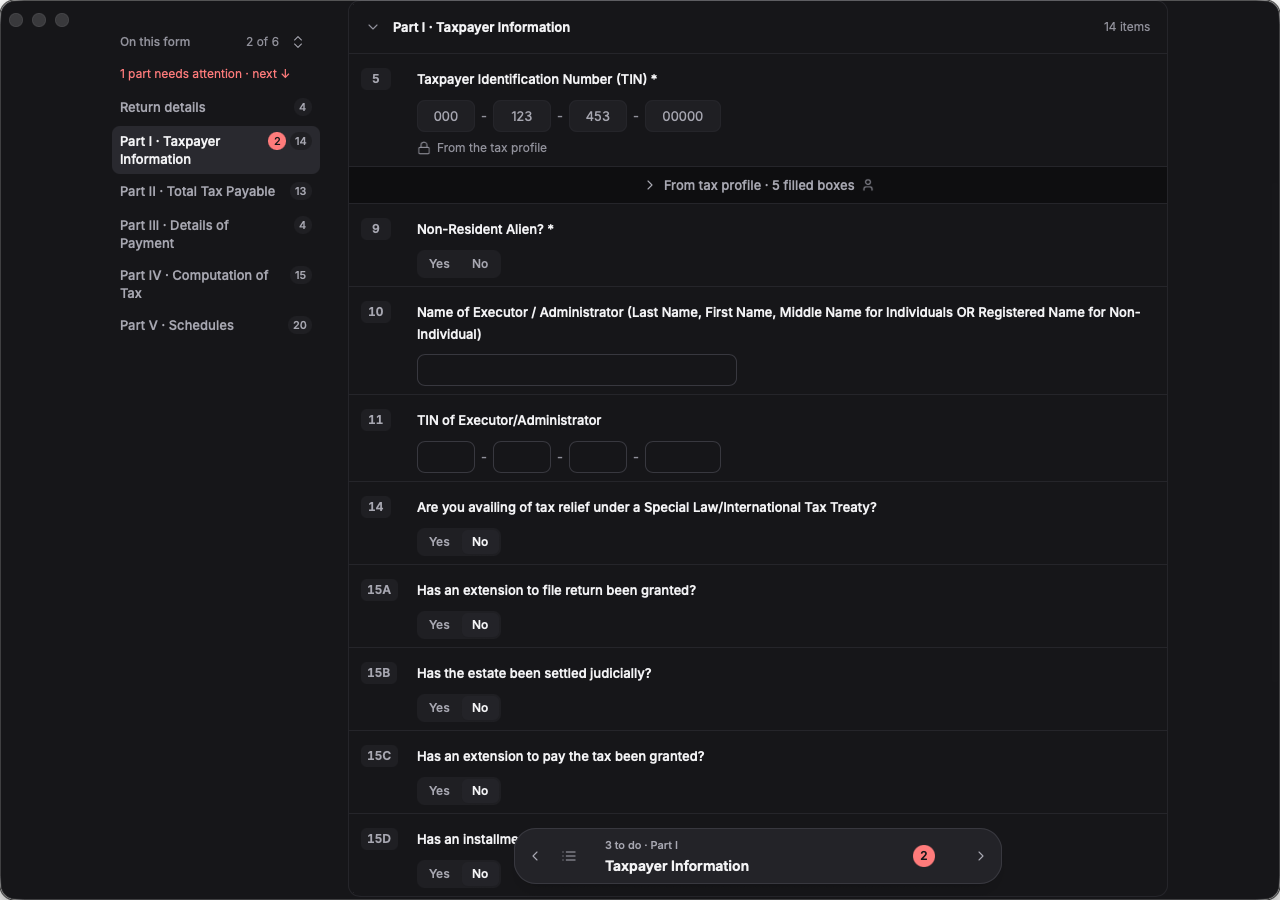 On this form
2 of 6
1 part needs attention · next ↓
Return details
4
Part I · Taxpayer
Information
2
14
Part II · Total Tax Payable
13
Part III · Details of
Payment
4
Part IV · Computation of
Tax
15
Part V · Schedules
20
Part I · Taxpayer Information
14 items
5
Taxpayer Identification Number (TIN) *
000 - 123 - 453 - 00000
From the tax profile
From tax profile · 5 filled boxes
9
Non-Resident Alien? *
Yes No
10
Name of Executor / Administrator (Last Name, First Name, Middle Name for Individuals OR Registered Name for Non-
Individual)
11
TIN of Executor/Administrator
- - -
14
Are you availing of tax relief under a Special Law/International Tax Treaty?
Yes No
15A
Has an extension to file return been granted?
Yes No
15B
Has the estate been settled judicially?
Yes No
15C
Has an extension to pay the tax been granted?
Yes No
15D
Has an
Yes No
3 to do · Part I
Taxpayer Information
2